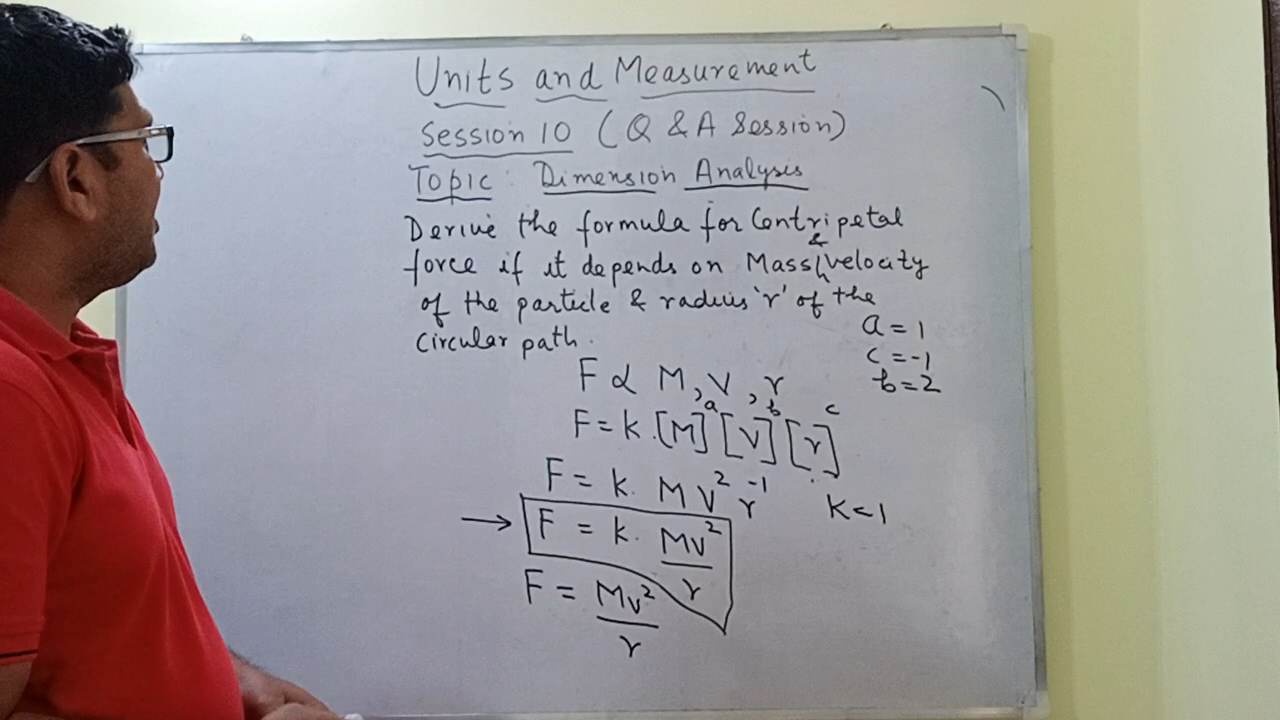 Units and Measurement
Session 10 (Q & A Session)
Topic: Dimension Analysis
Derive the formula for Centripetal
force if it depends on Mass & velocity
of the particle & radius 'r' of the
Circular path.
a = 1
c = -1
b = 2
F ∝ M, V, r
F = k. [M]^a [V]^b [r]^c
F = k. M V² r⁻¹
K = 1
→ F = k. MV²/r
F = Mv²/r